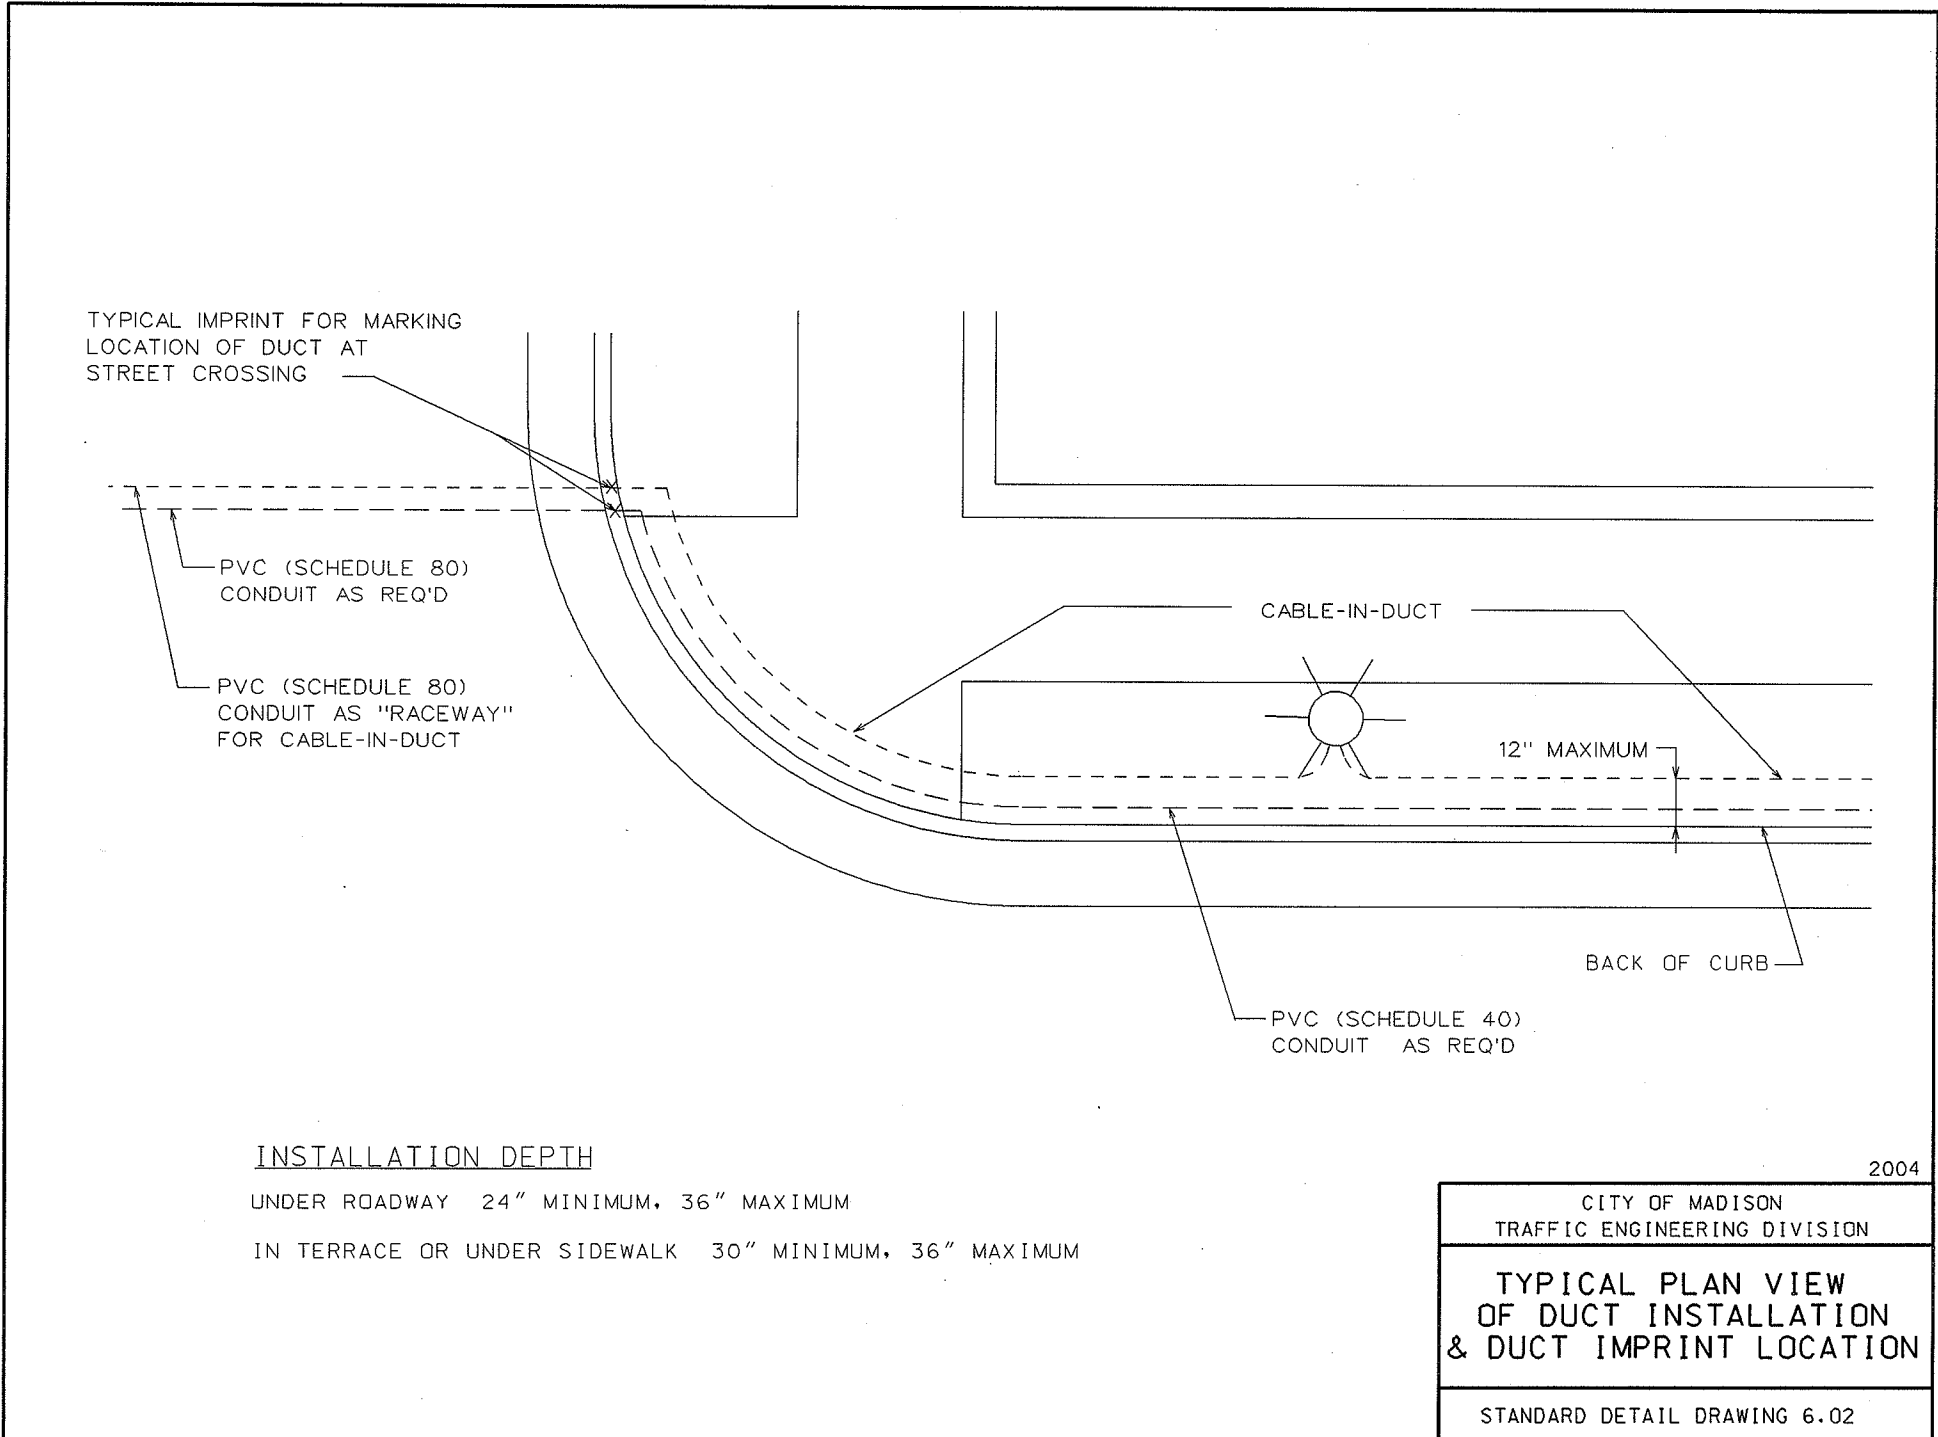 TYPICAL IMPRINT FOR MARKING
LOCATION OF DUCT AT
STREET CROSSING
PVC (SCHEDULE 80)
CONDUIT AS REQ'D
PVC (SCHEDULE 80)
CONDUIT AS "RACEWAY"
FOR CABLE-IN-DUCT
CABLE-IN-DUCT
12" MAXIMUM
BACK OF CURB
PVC (SCHEDULE 40)
CONDUIT AS REQ'D
INSTALLATION DEPTH
UNDER ROADWAY 24" MINIMUM, 36" MAXIMUM
IN TERRACE OR UNDER SIDEWALK 30" MINIMUM, 36" MAXIMUM
2004
CITY OF MADISON
TRAFFIC ENGINEERING DIVISION
TYPICAL PLAN VIEW
OF DUCT INSTALLATION
& DUCT IMPRINT LOCATION
STANDARD DETAIL DRAWING 6.02